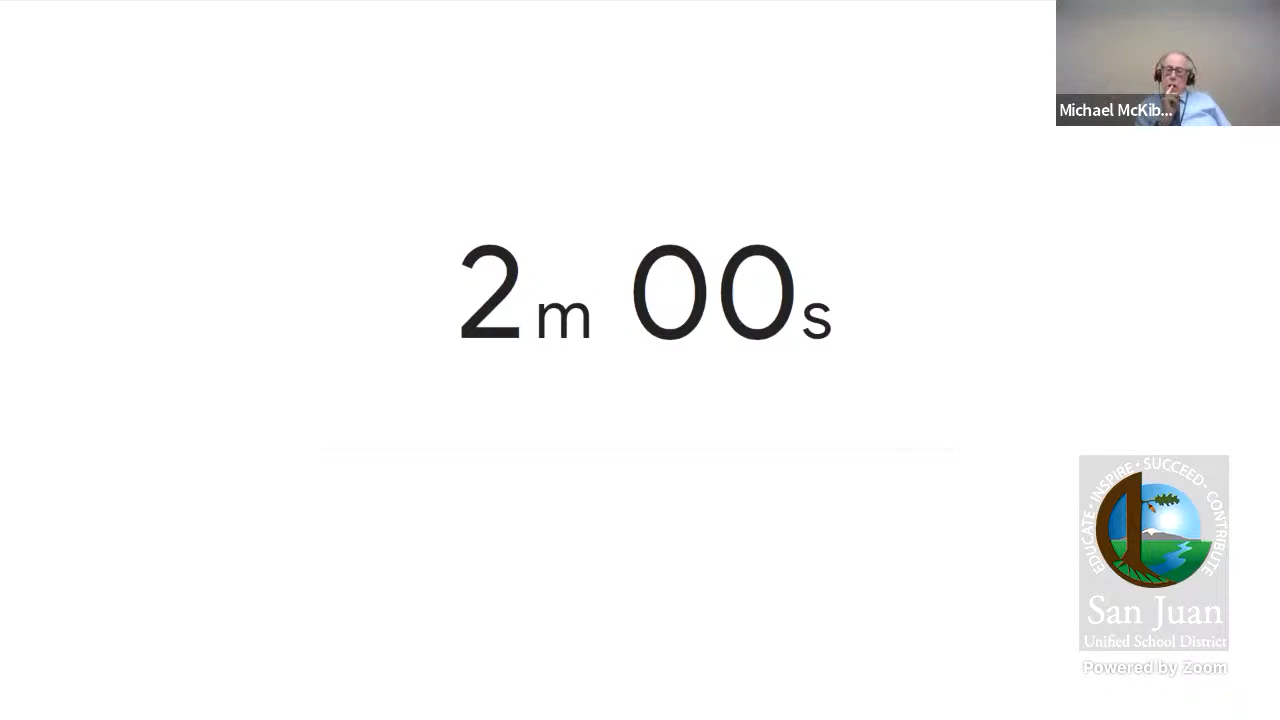 Michael McKib...
2m 00s
EDUCATE • INSPIRE • SUCCEED • CONTRIBUTE
San Juan
Unified School District
Powered by Zoom